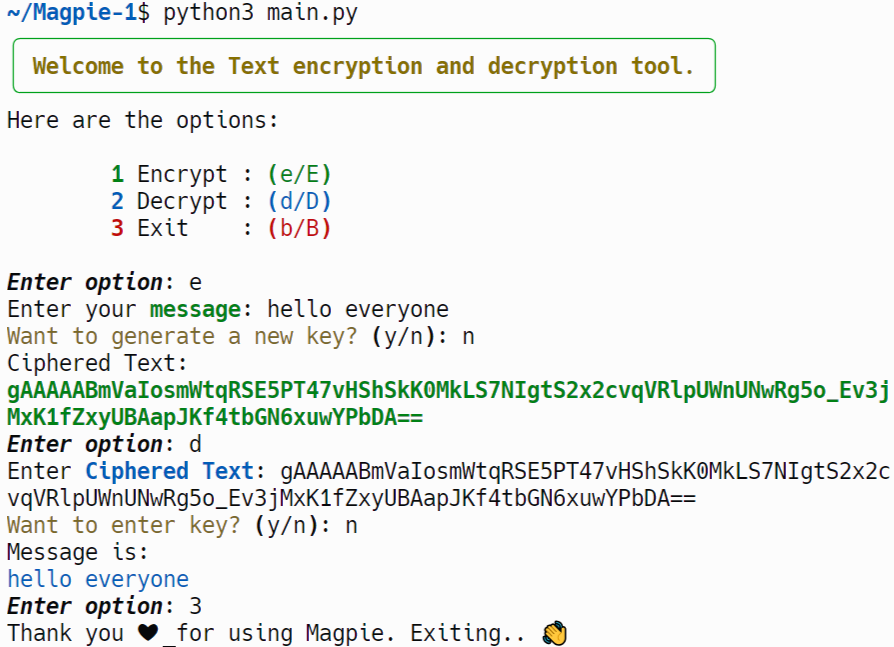 ~/Magpie-1$ python3 main.py
Welcome to the Text encryption and decryption tool.
Here are the options:
1 Encrypt : (e/E)
2 Decrypt : (d/D)
3 Exit    : (b/B)
Enter option: e
Enter your message: hello everyone
Want to generate a new key? (y/n): n
Ciphered Text:
gAAAAABmVaIosmWtqRSE5PT47vHShSkK0MkLS7NIgtS2x2cvqVRlpUWnUNwRg5o_Ev3j
MxK1fZxyUBAapJKf4tbGN6xuwYPbDA==
Enter option: d
Enter Ciphered Text: gAAAAABmVaIosmWtqRSE5PT47vHShSkK0MkLS7NIgtS2x2c
vqVRlpUWnUNwRg5o_Ev3jMxK1fZxyUBAapJKf4tbGN6xuwYPbDA==
Want to enter key? (y/n): n
Message is:
hello everyone
Enter option: 3
Thank you ♥_for using Magpie. Exiting.. 👏